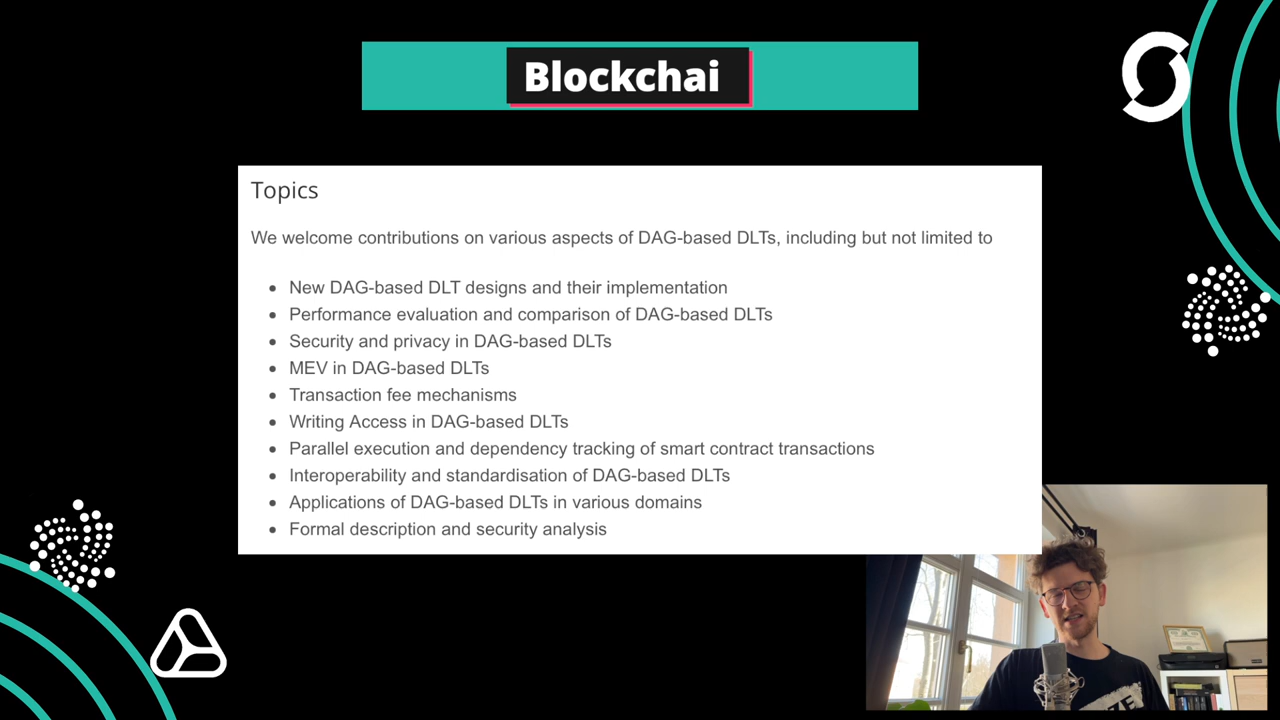 Blockchai
Topics
We welcome contributions on various aspects of DAG-based DLTs, including but not limited to
New DAG-based DLT designs and their implementation
Performance evaluation and comparison of DAG-based DLTs
Security and privacy in DAG-based DLTs
MEV in DAG-based DLTs
Transaction fee mechanisms
Writing Access in DAG-based DLTs
Parallel execution and dependency tracking of smart contract transactions
Interoperability and standardisation of DAG-based DLTs
Applications of DAG-based DLTs in various domains
Formal description and security analysis